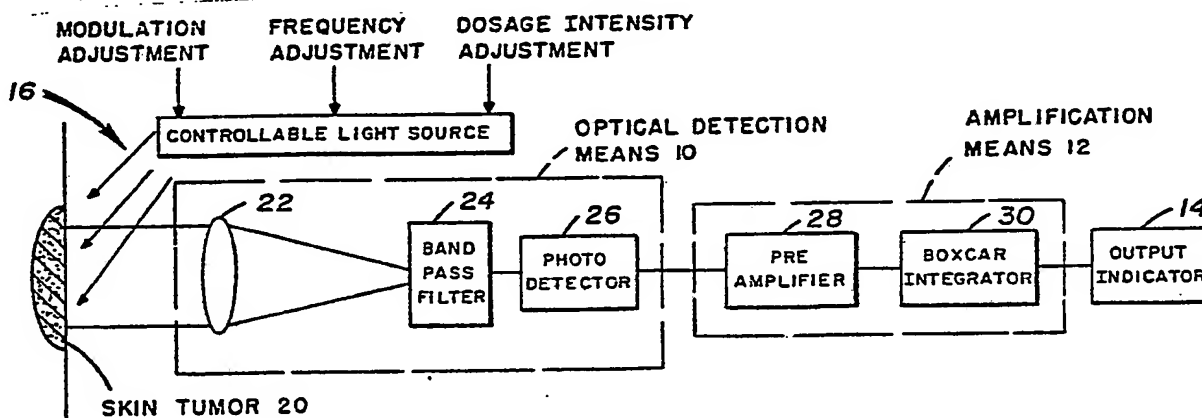 MODULATION
ADJUSTMENT
FREQUENCY
ADJUSTMENT
DOSAGE INTENSITY
ADJUSTMENT
16
CONTROLLABLE LIGHT SOURCE
OPTICAL DETECTION
MEANS 10
AMPLIFICATION
MEANS 12
22
24
26
28
30
14
BAND
PASS
FILTER
PHOTO
DETECTOR
PRE
AMPLIFIER
BOXCAR
INTEGRATOR
OUTPUT
INDICATOR
SKIN TUMOR 20